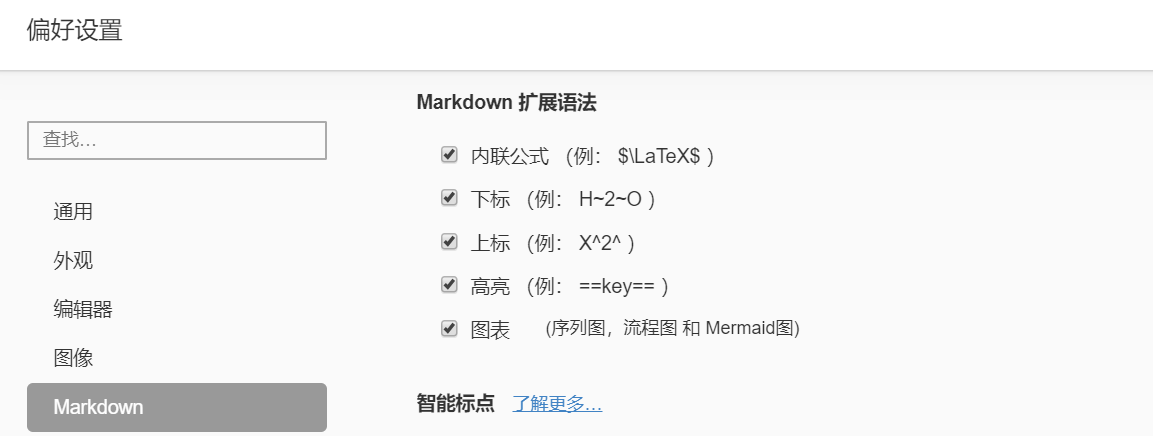 偏好设置
查找…
通用
外观
编辑器
图像
Markdown
Markdown 扩展语法
内联公式 (例： $\LaTeX$ )
下标 (例： H~2~O )
上标 (例： X^2^ )
高亮 (例： ==key== )
图表 (序列图，流程图 和 Mermaid图)
智能标点 了解更多…